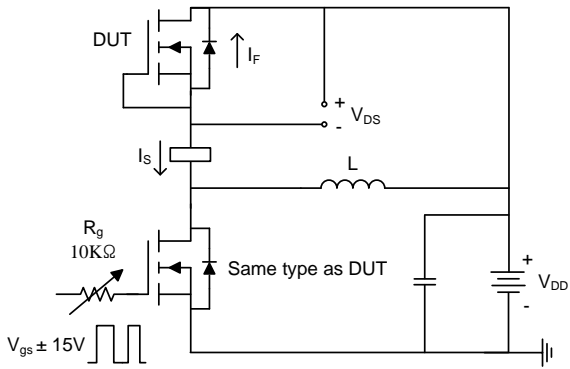 DUT
I_F
+
V_DS
-
I_S
L
R_g
10KΩ
Same type as DUT
+
V_DD
-
V_gs ± 15V